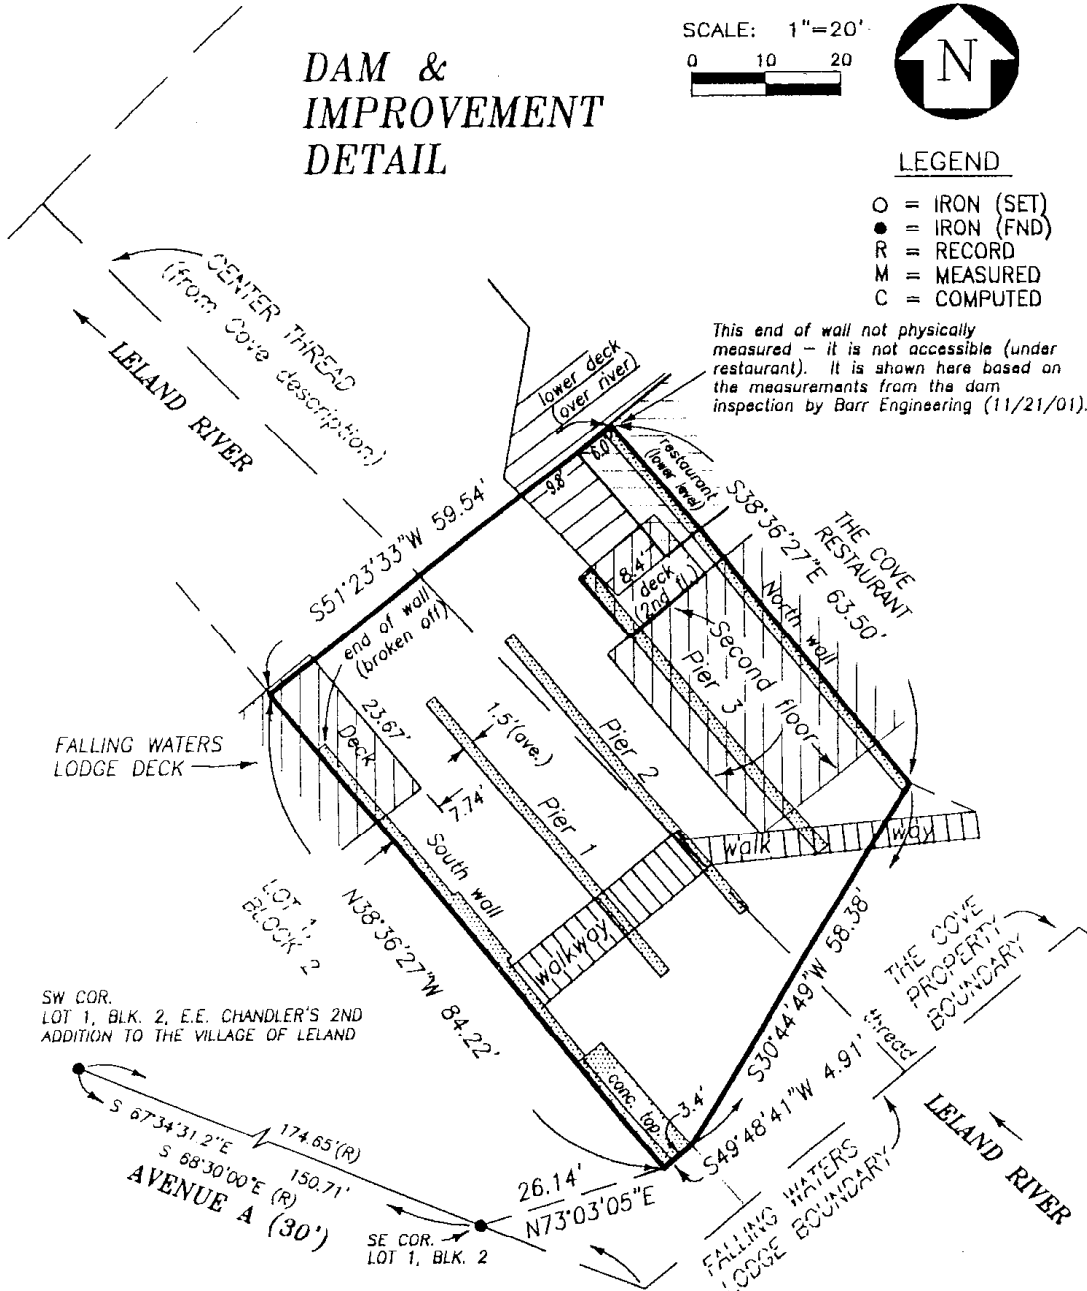 DAM &
IMPROVEMENT
DETAIL
SCALE: 1"=20'
0 10 20
N
LEGEND
O = IRON (SET)
● = IRON (FND)
R = RECORD
M = MEASURED
C = COMPUTED
This end of wall not physically
measured – it is not accessible (under
restaurant). It is shown here based on
the measurements from the dam
inspection by Barr Engineering (11/21/01).
CENTER THREAD
(from Cove description)
LELAND RIVER
lower deck
(over river)
restaurant
(lower level)
6.0'
9.8'
S38°36'27"E 63.50'
THE COVE
RESTAURANT
S51°23'33"W 59.54'
8.4'
deck
(2nd fl.)
North wall
Second floor
Pier 3
end of wall
(broken off)
23.67'
1.5'(ave.)
Pier 2
Deck
FALLING WATERS
LODGE DECK
7.74'
Pier 1
South wall
walk way
walkway
LOT 1,
BLOCK 2
N38°36'27"W 84.22'
S30°44'49"W 58.38'
THE COVE
PROPERTY
BOUNDARY
thread
SW COR.
LOT 1, BLK. 2, E.E. CHANDLER'S 2ND
ADDITION TO THE VILLAGE OF LELAND
conc. top
3.4'
S49°48'41"W 4.91'
LELAND RIVER
S 67°34'31.2"E 174.65'(R)
S 68°30'00"E (R) 150.71'
AVENUE A (30')
26.14'
N73°03'05"E
SE COR.
LOT 1, BLK. 2
FALLING WATERS
LODGE BOUNDARY